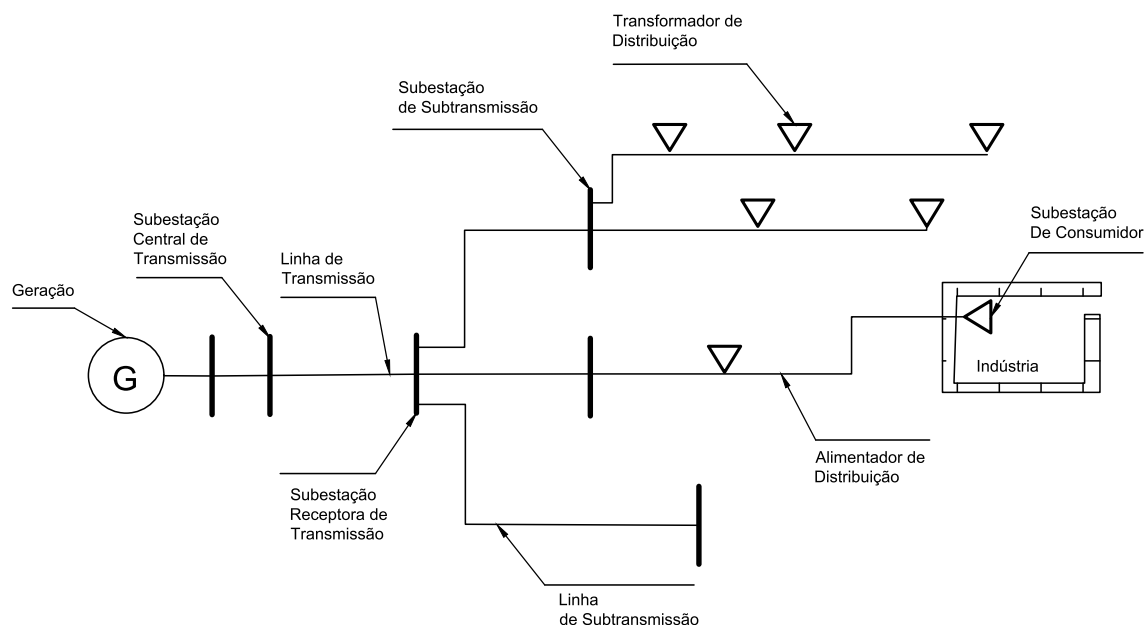 Transformador de
Distribuição
Subestação
de Subtransmissão
Subestação
Central de
Transmissão
Linha de
Transmissão
Subestação
De Consumidor
Geração
G
Indústria
Alimentador de
Distribuição
Subestação
Receptora de
Transmissão
Linha
de Subtransmissão